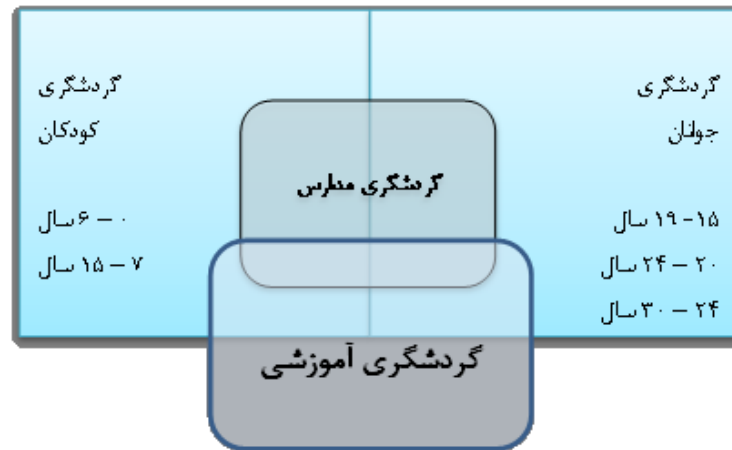 گردشگری
جوانان
۱۵-۱۹ سال
۲۰ – ۲۴ سال
۲۴ – ۳۰ سال
گردشگری مدارس
گردشگری
کودکان
۰ – ۶ سال
۷ – ۱۵ سال
گردشگری آموزشی